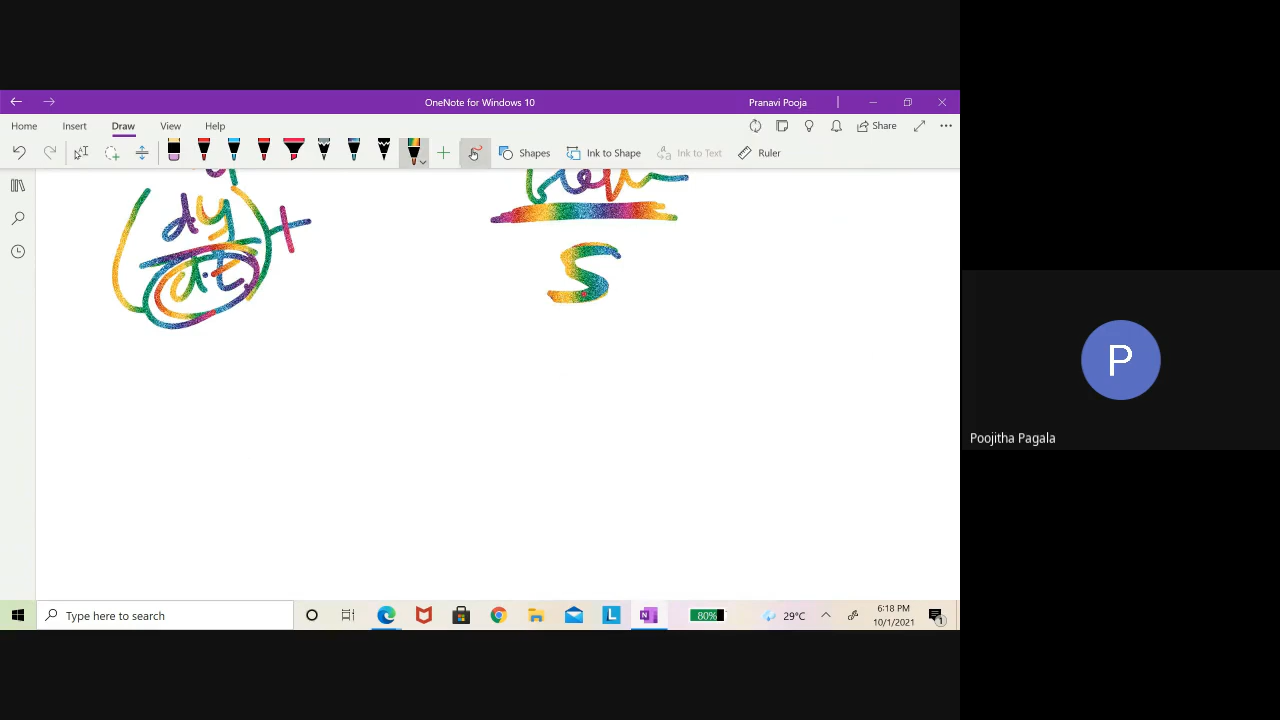 OneNote for Windows 10
Pranavi Pooja
Home Insert Draw View Help
Share
Shapes Ink to Shape Ink to Text Ruler
dy
( — ) +
d.t
S
P
Poojitha Pagala
Type here to search
80%
29°C
6:18 PM
10/1/2021
1